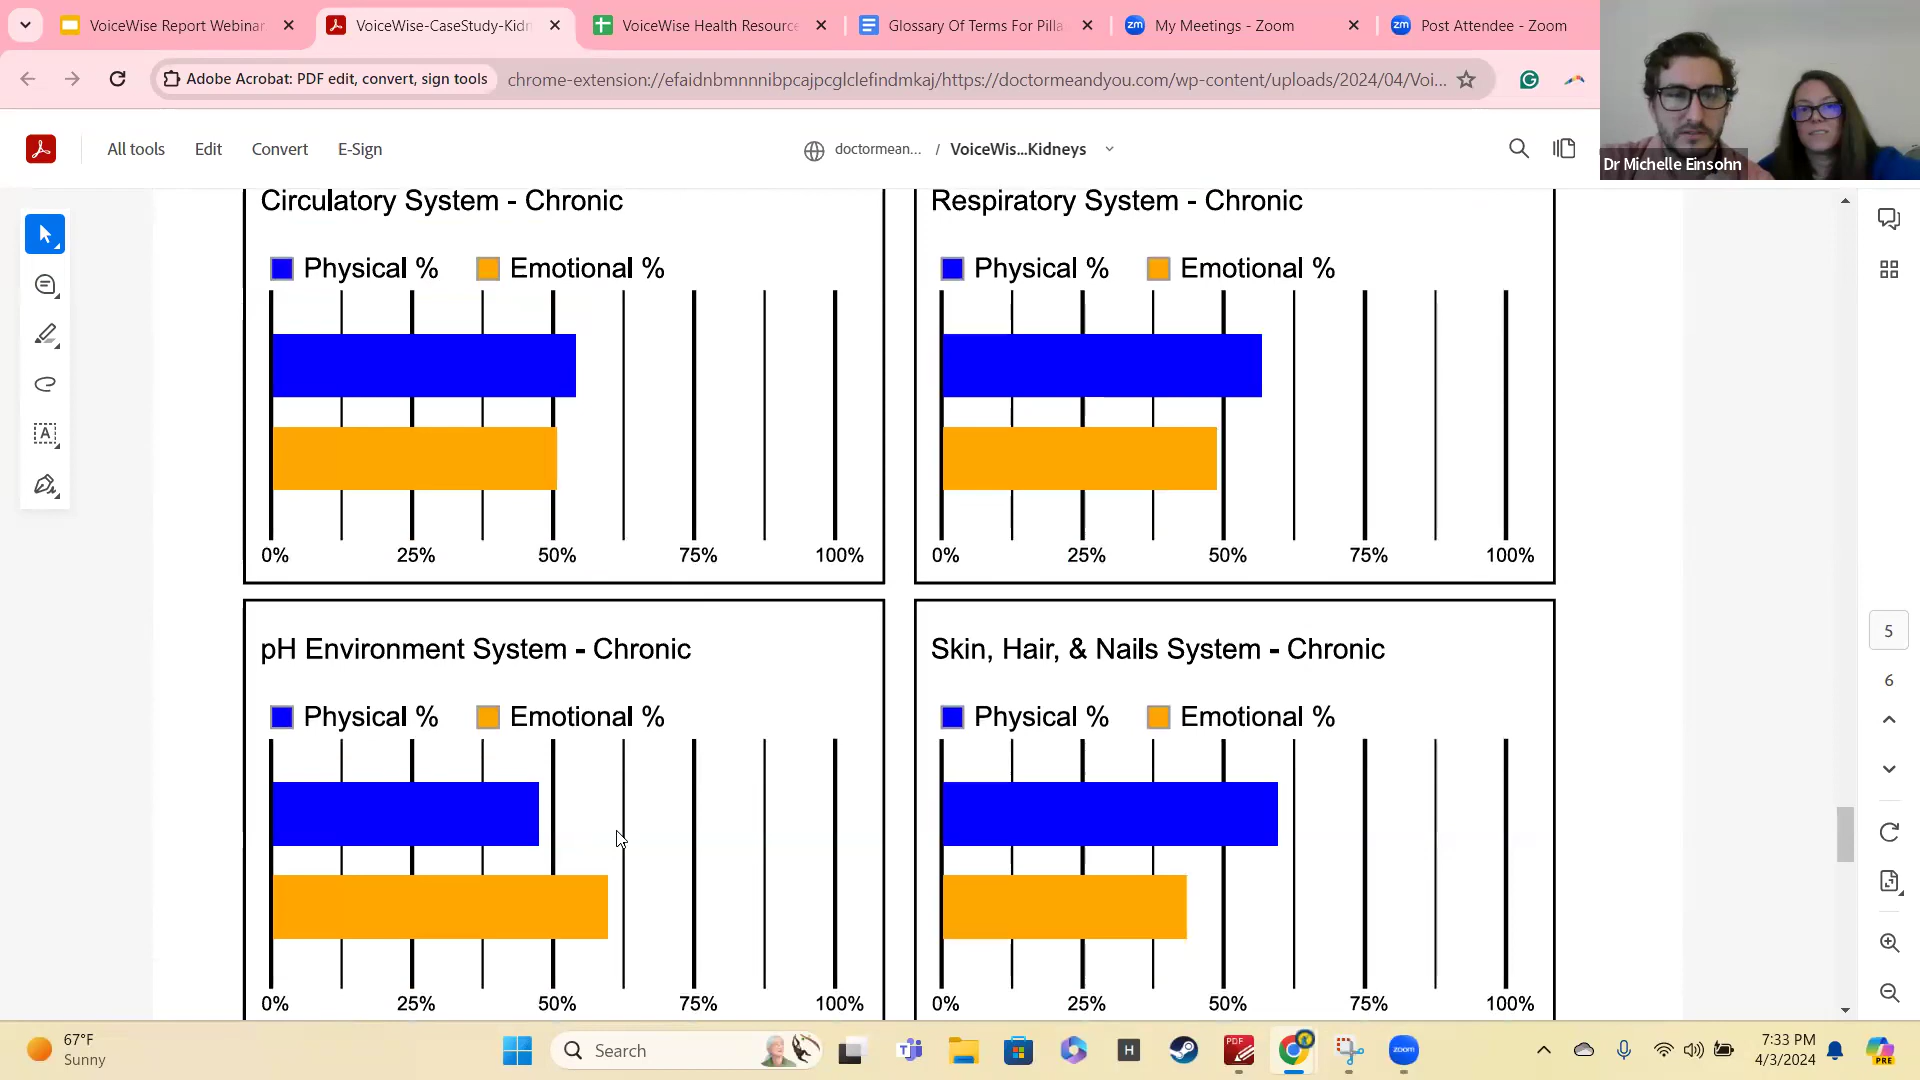 VoiceWise Report Webinar
VoiceWise-CaseStudy-Kidn
VoiceWise Health Resource
Glossary Of Terms For Pilla
zm My Meetings - Zoom
zm Post Attendee - Zoom
Adobe Acrobat: PDF edit, convert, sign tools
chrome-extension://efaidnbmnnnibpcajpcglclefindmkaj/https://doctormeandyou.com/wp-content/uploads/2024/04/Voi...
Dr Michelle Einsohn
All tools
Edit
Convert
E-Sign
doctormean... / VoiceWis...Kidneys
Circulatory System - Chronic
Physical % Emotional %
0% 25% 50% 75% 100%
Respiratory System - Chronic
Physical % Emotional %
0% 25% 50% 75% 100%
pH Environment System - Chronic
Physical % Emotional %
0% 25% 50% 75% 100%
Skin, Hair, & Nails System - Chronic
Physical % Emotional %
0% 25% 50% 75% 100%
5
6
67°F
Sunny
Search
PDF
H
zoom
7:33 PM
4/3/2024
PRE